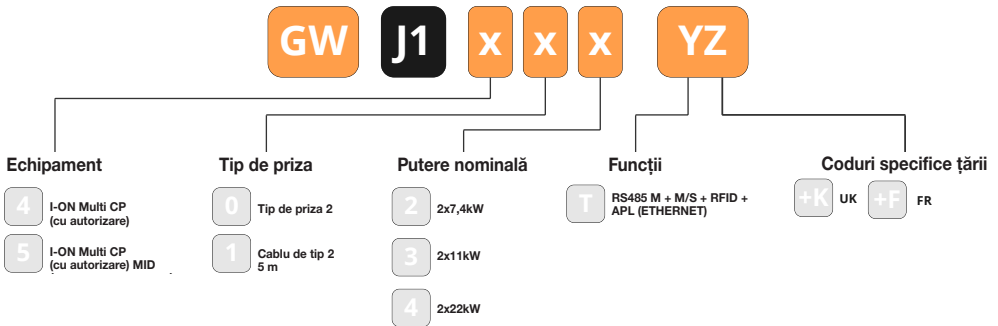 GW J1 x x x YZ
Echipament
4 I-ON Multi CP
(cu autorizare)
5 I-ON Multi CP
(cu autorizare) MID
Tip de priza
0 Tip de priza 2
1 Cablu de tip 2
5 m
Putere nominală
2 2x7,4kW
3 2x11kW
4 2x22kW
Funcții
T RS485 M + M/S + RFID +
APL (ETHERNET)
Coduri specifice țării
+K UK +F FR